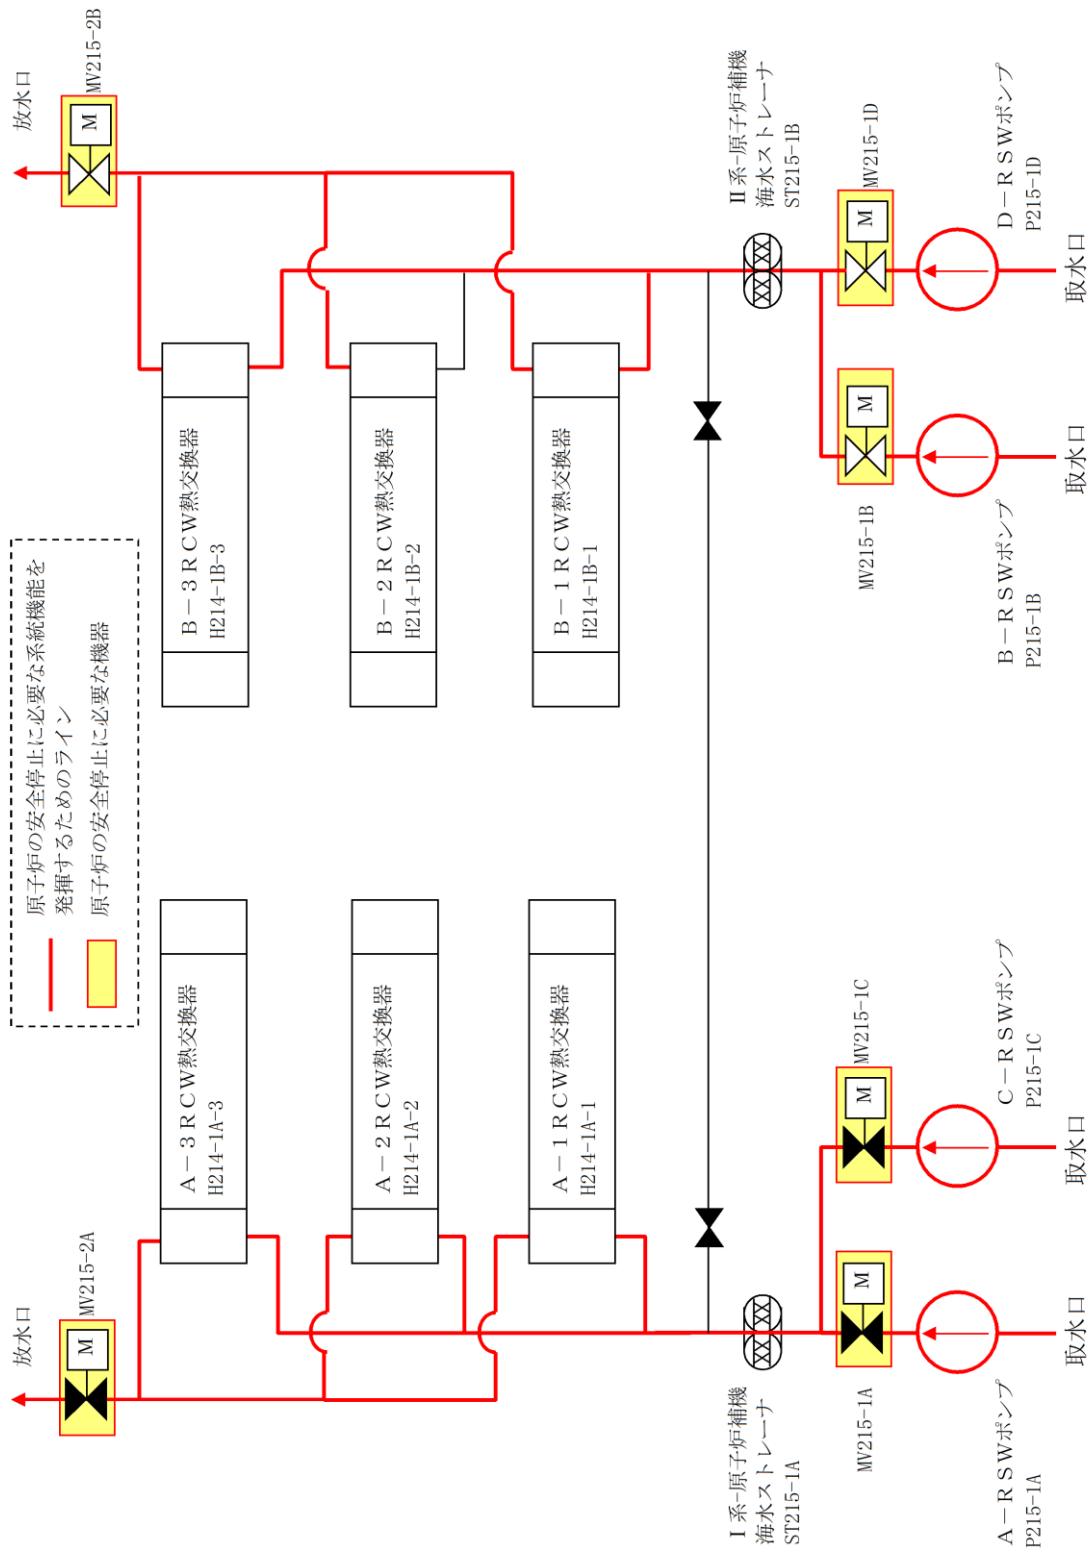 原子炉の安全停止に必要な系統機能を
発揮するためのライン
原子炉の安全停止に必要な機器
放水口
M
MV215-2A
放水口
M
MV215-2B
A-3RCW熱交換器
H214-1A-3
B-3RCW熱交換器
H214-1B-3
A-2RCW熱交換器
H214-1A-2
B-2RCW熱交換器
H214-1B-2
A-1RCW熱交換器
H214-1A-1
B-1RCW熱交換器
H214-1B-1
Ⅰ系-原子炉補機
海水ストレーナ
ST215-1A
Ⅱ系-原子炉補機
海水ストレーナ
ST215-1B
MV215-1A
M
MV215-1C
M
MV215-1B
M
MV215-1D
M
A-RSWポンプ
P215-1A
C-RSWポンプ
P215-1C
B-RSWポンプ
P215-1B
D-RSWポンプ
P215-1D
取水口
取水口
取水口
取水口